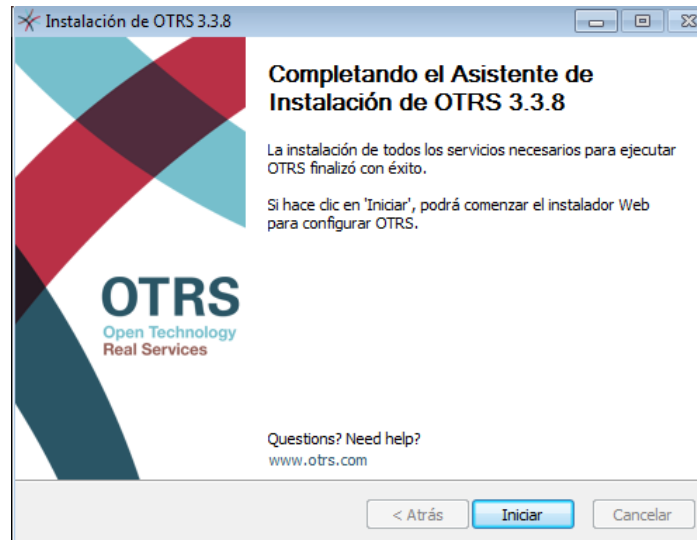 Instalación de OTRS 3.3.8
Completando el Asistente de
Instalación de OTRS 3.3.8
La instalación de todos los servicios necesarios para ejecutar
OTRS finalizó con éxito.
Si hace clic en 'Iniciar', podrá comenzar el instalador Web
para configurar OTRS.
OTRS
Open Technology
Real Services
Questions? Need help?
www.otrs.com
< Atrás
Iniciar
Cancelar